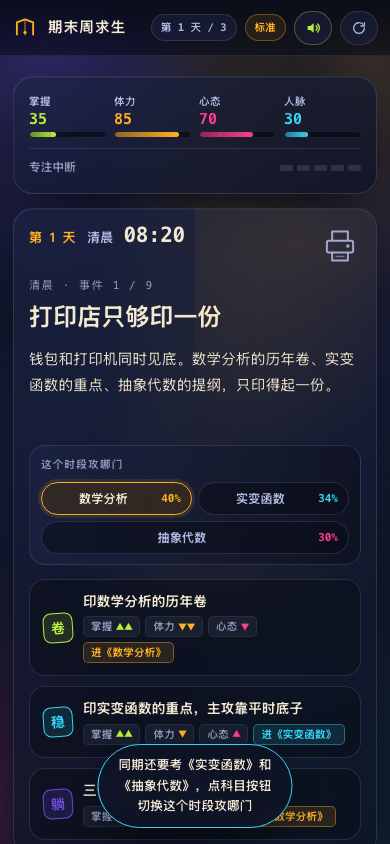 期末周求生
第 1 天 / 3
标准
掌握
35
体力
85
心态
70
人脉
30
专注中断
第 1 天 清晨 08:20
清晨 · 事件 1 / 9
打印店只够印一份
钱包和打印机同时见底。数学分析的历年卷、实变
函数的重点、抽象代数的提纲，只印得起一份。
这个时段攻哪门
数学分析 40%
实变函数 34%
抽象代数 30%
卷
印数学分析的历年卷
掌握 ▲▲ 体力 ▼▼ 心态 ▼
进《数学分析》
稳
印实变函数的重点，主攻靠平时底子
掌握 ▲▲ 体力 ▼ 心态 ▲ 进《实变函数》
躺
三
数学分析》
同期还要考《实变函数》和
《抽象代数》，点科目按钮
切换这个时段攻哪门